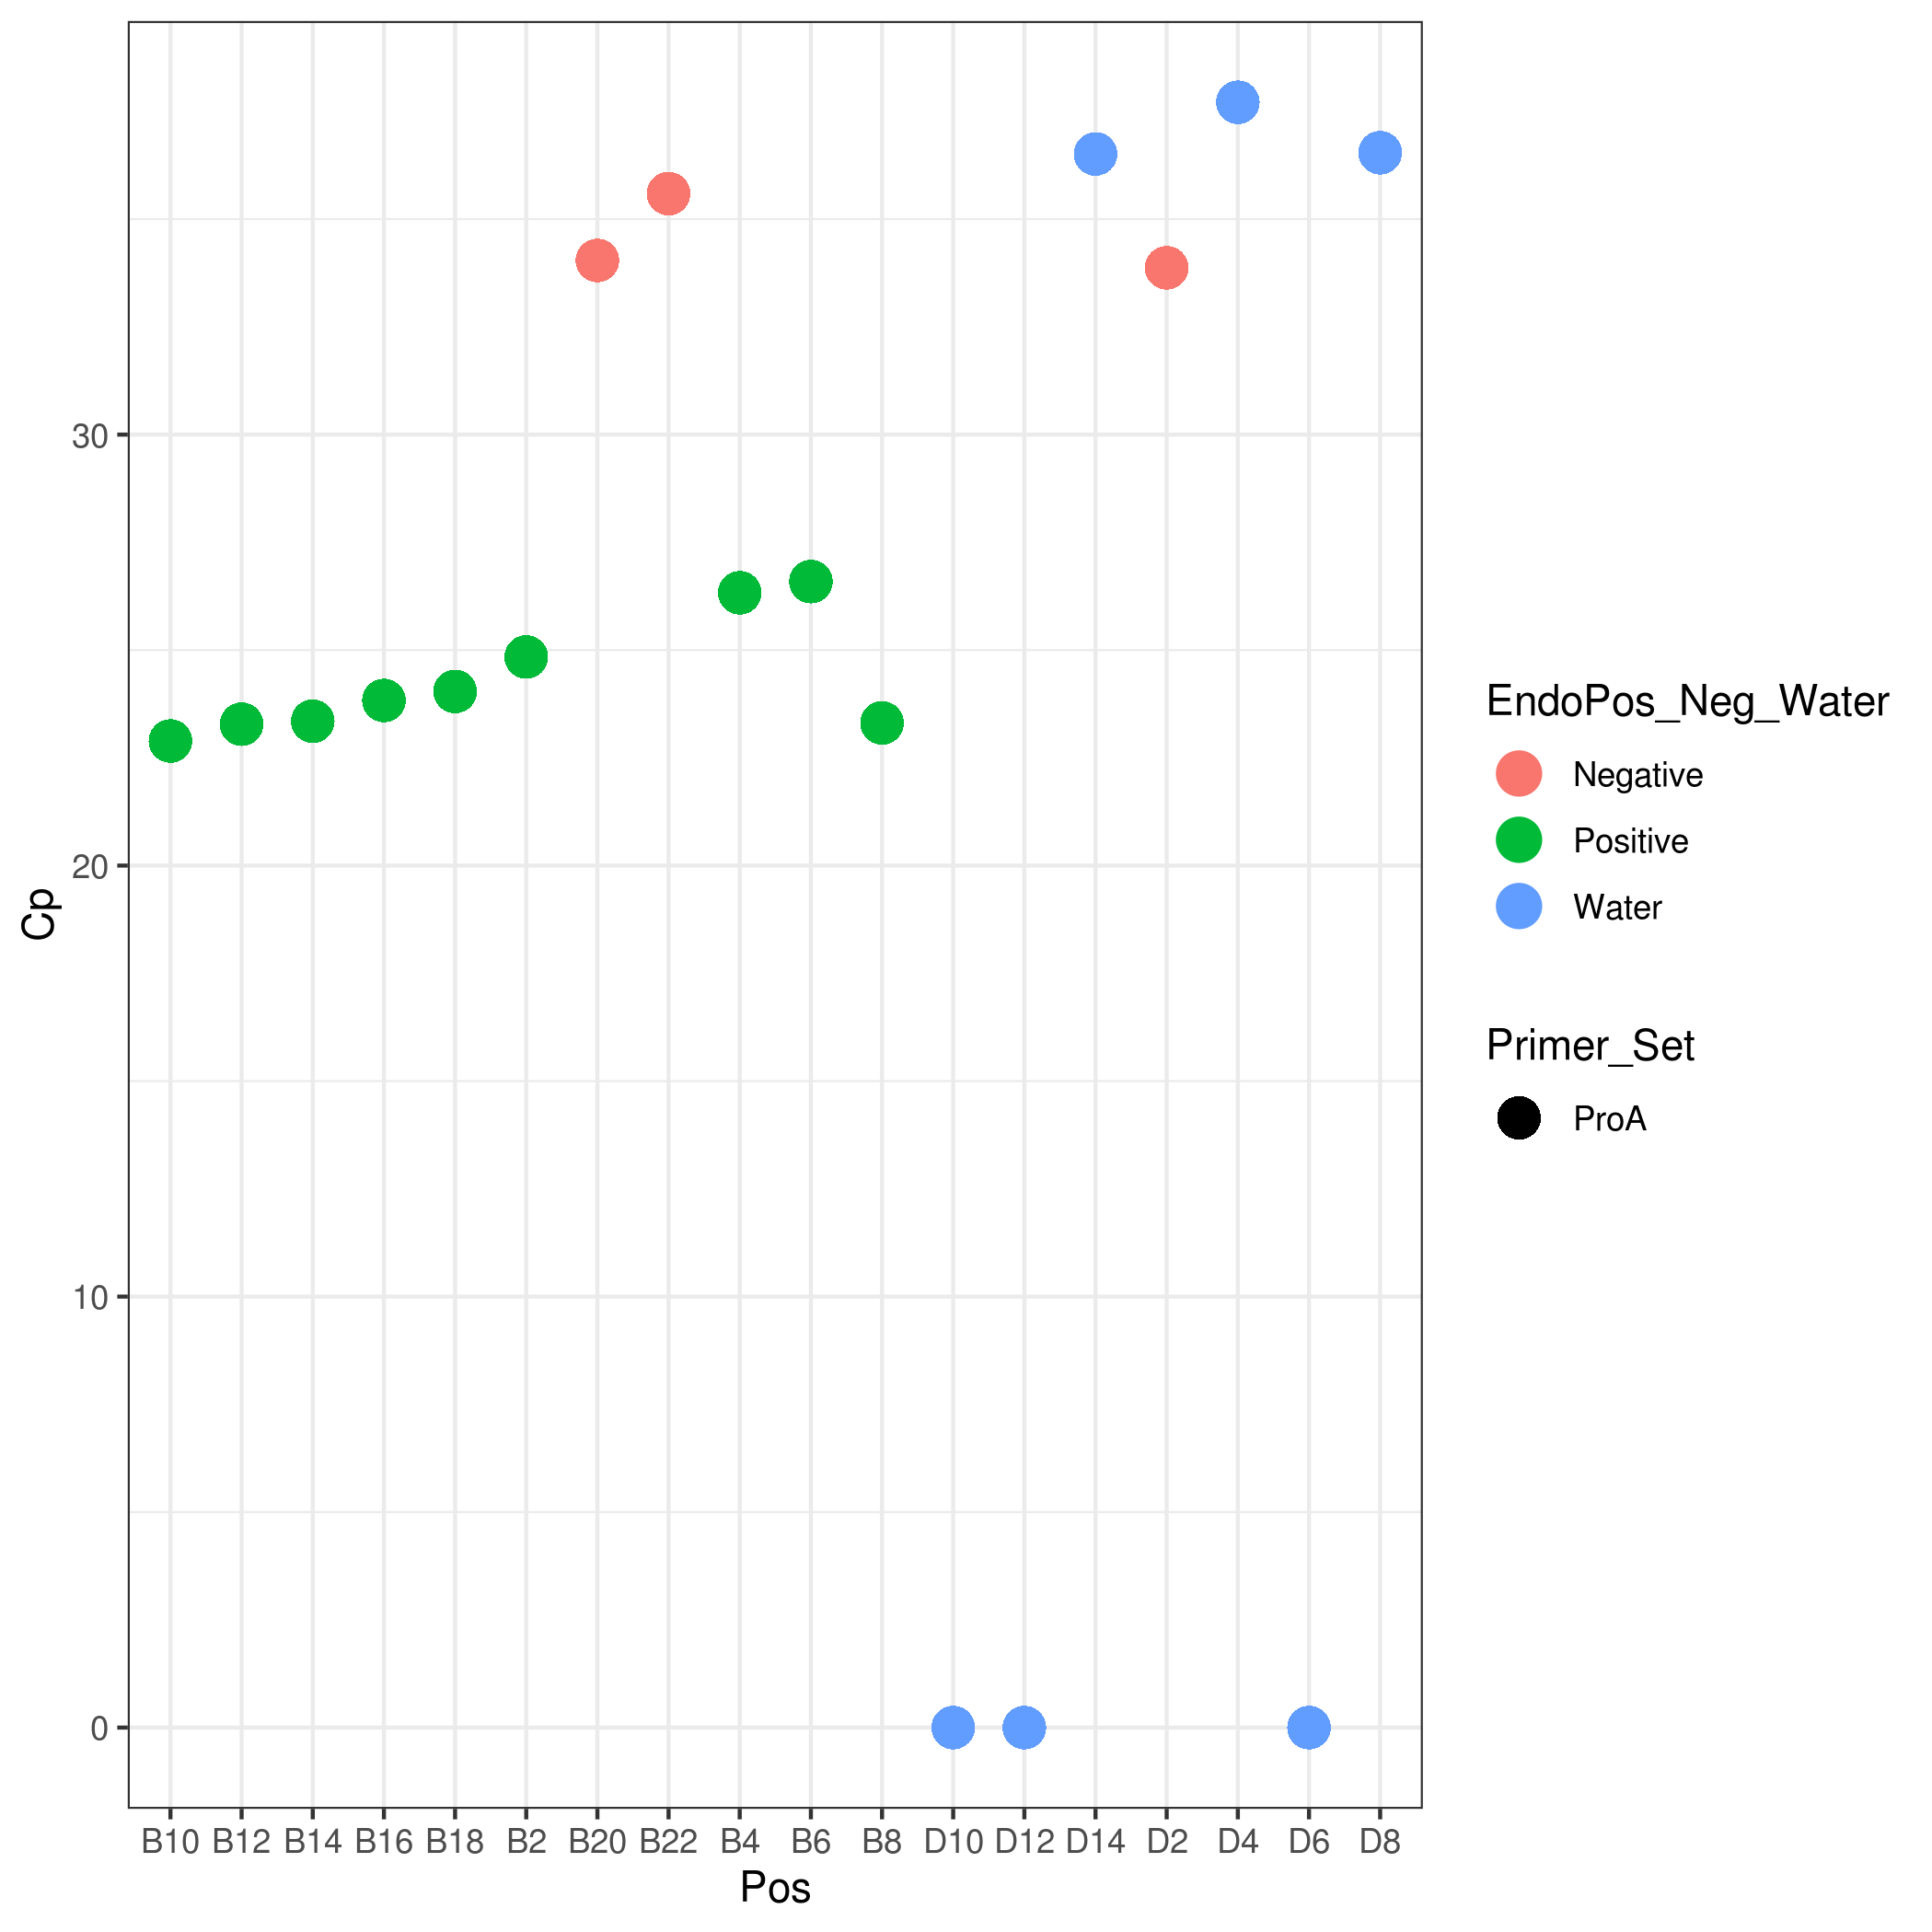 Cp
30
20
10
0
B10 B12 B14 B16 B18 B2 B20 B22 B4 B6 B8 D10 D12 D14 D2 D4 D6 D8
Pos
EndoPos_Neg_Water
Negative
Positive
Water
Primer_Set
ProA